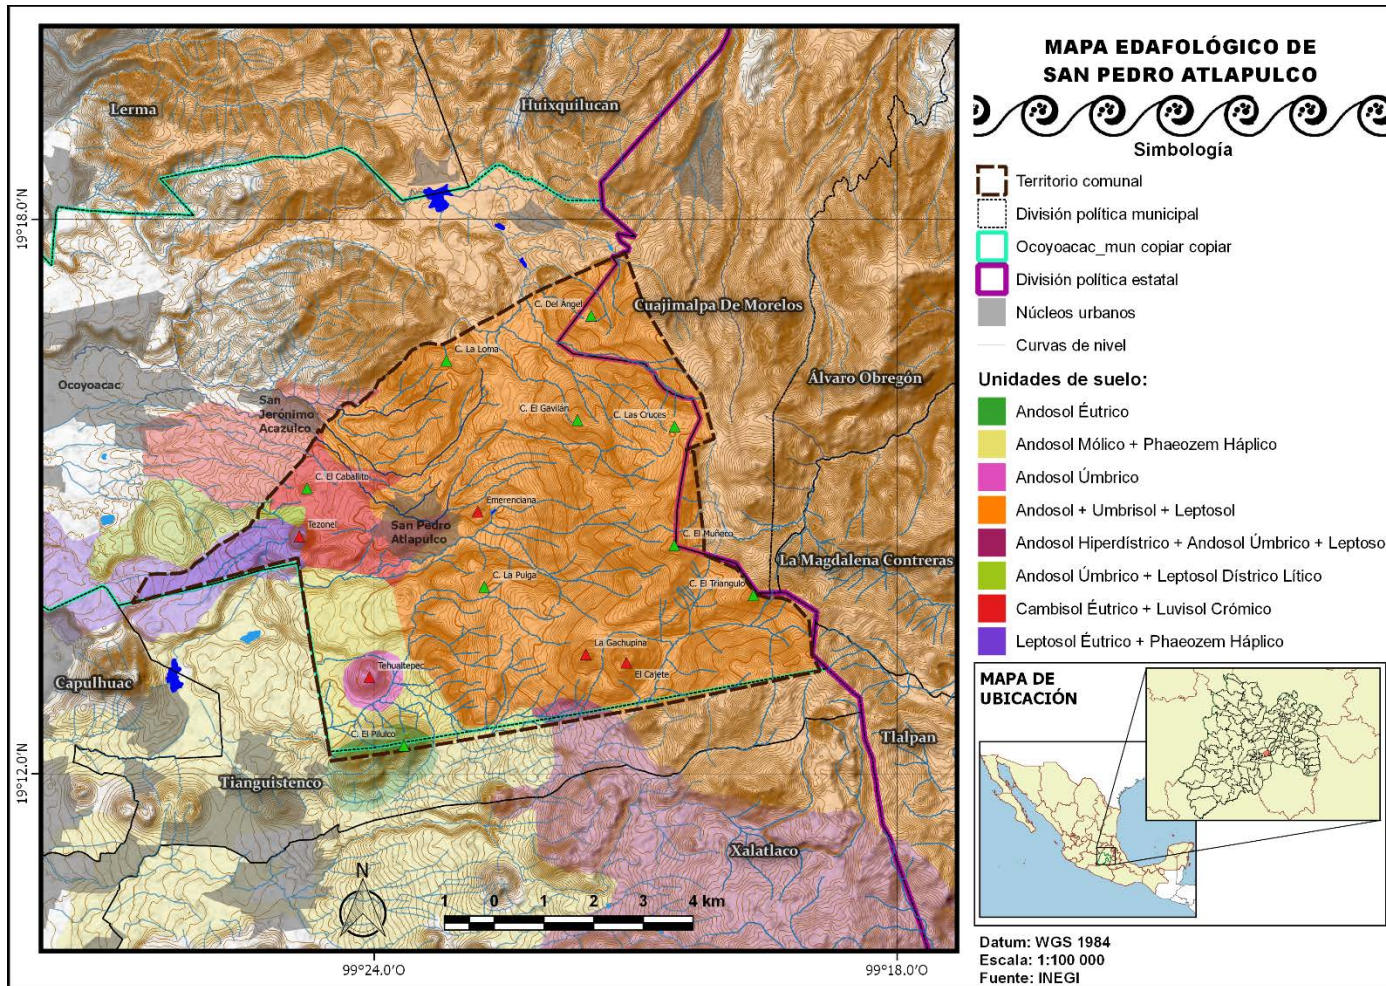 MAPA EDAFOLÓGICO DE
SAN PEDRO ATLAPULCO
Simbología
Territorio comunal
División política municipal
Ocoyoacac_mun copiar copiar
División política estatal
Núcleos urbanos
Curvas de nivel
Unidades de suelo:
Andosol Éutrico
Andosol Mólico + Phaeozem Háplico
Andosol Úmbrico
Andosol + Umbrisol + Leptosol
Andosol Hiperdístrico + Andosol Úmbrico + Leptoso
Andosol Úmbrico + Leptosol Dístrico Lítico
Cambisol Éutrico + Luvisol Crómico
Leptosol Éutrico + Phaeozem Háplico
MAPA DE
UBICACIÓN
Datum: WGS 1984
Escala: 1:100 000
Fuente: INEGI
Lerma
Huixquilucan
19°18.0'N
C. Del Ángel
Cuajimalpa De Morelos
C. La Loma
Ocoyoacac
Álvaro Obregón
San
Jerónimo
Acazulco
C. El Gavilán
C. Las Cruces
C. El Caballito
Emerenciana
Tezonel
San Pedro
Atlapulco
C. El Muñeco
La Magdalena Contreras
C. La Pulga
C. El Triangulo
La Gachupina
Tehualtepec
El Cajete
Capulhuac
C. El Pilulco
Tlalpan
19°12.0'N
Tianguistenco
Xalatlaco
N
1 0 1 2 3 4 km
99°24.0'O
99°18.0'O